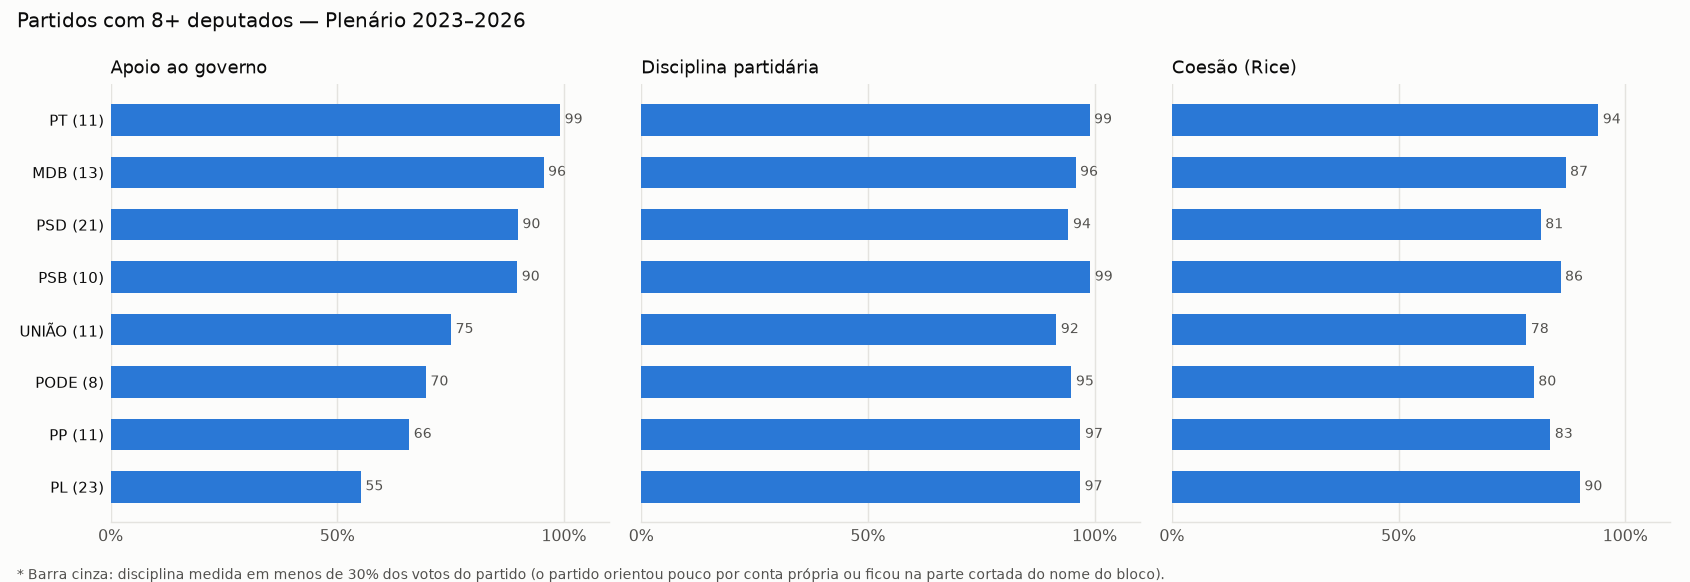 Partidos com 8+ deputados — Plenário 2023–2026
Apoio ao governo
Disciplina partidária
Coesão (Rice)
PT (11) 99 99 94
MDB (13) 96 96 87
PSD (21) 90 94 81
PSB (10) 90 99 86
UNIÃO (11) 75 92 78
PODE (8) 70 95 80
PP (11) 66 97 83
PL (23) 55 97 90
0% 50% 100% 0% 50% 100% 0% 50% 100%
* Barra cinza: disciplina medida em menos de 30% dos votos do partido (o partido orientou pouco por conta própria ou ficou na parte cortada do nome do bloco).